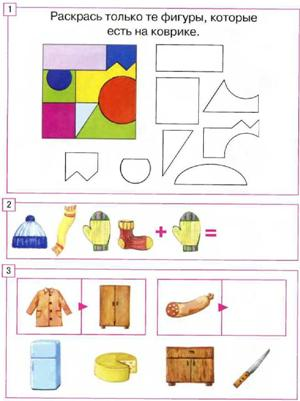 1
Раскрась только те фигуры, которые
есть на коврике.
2
+ =
3